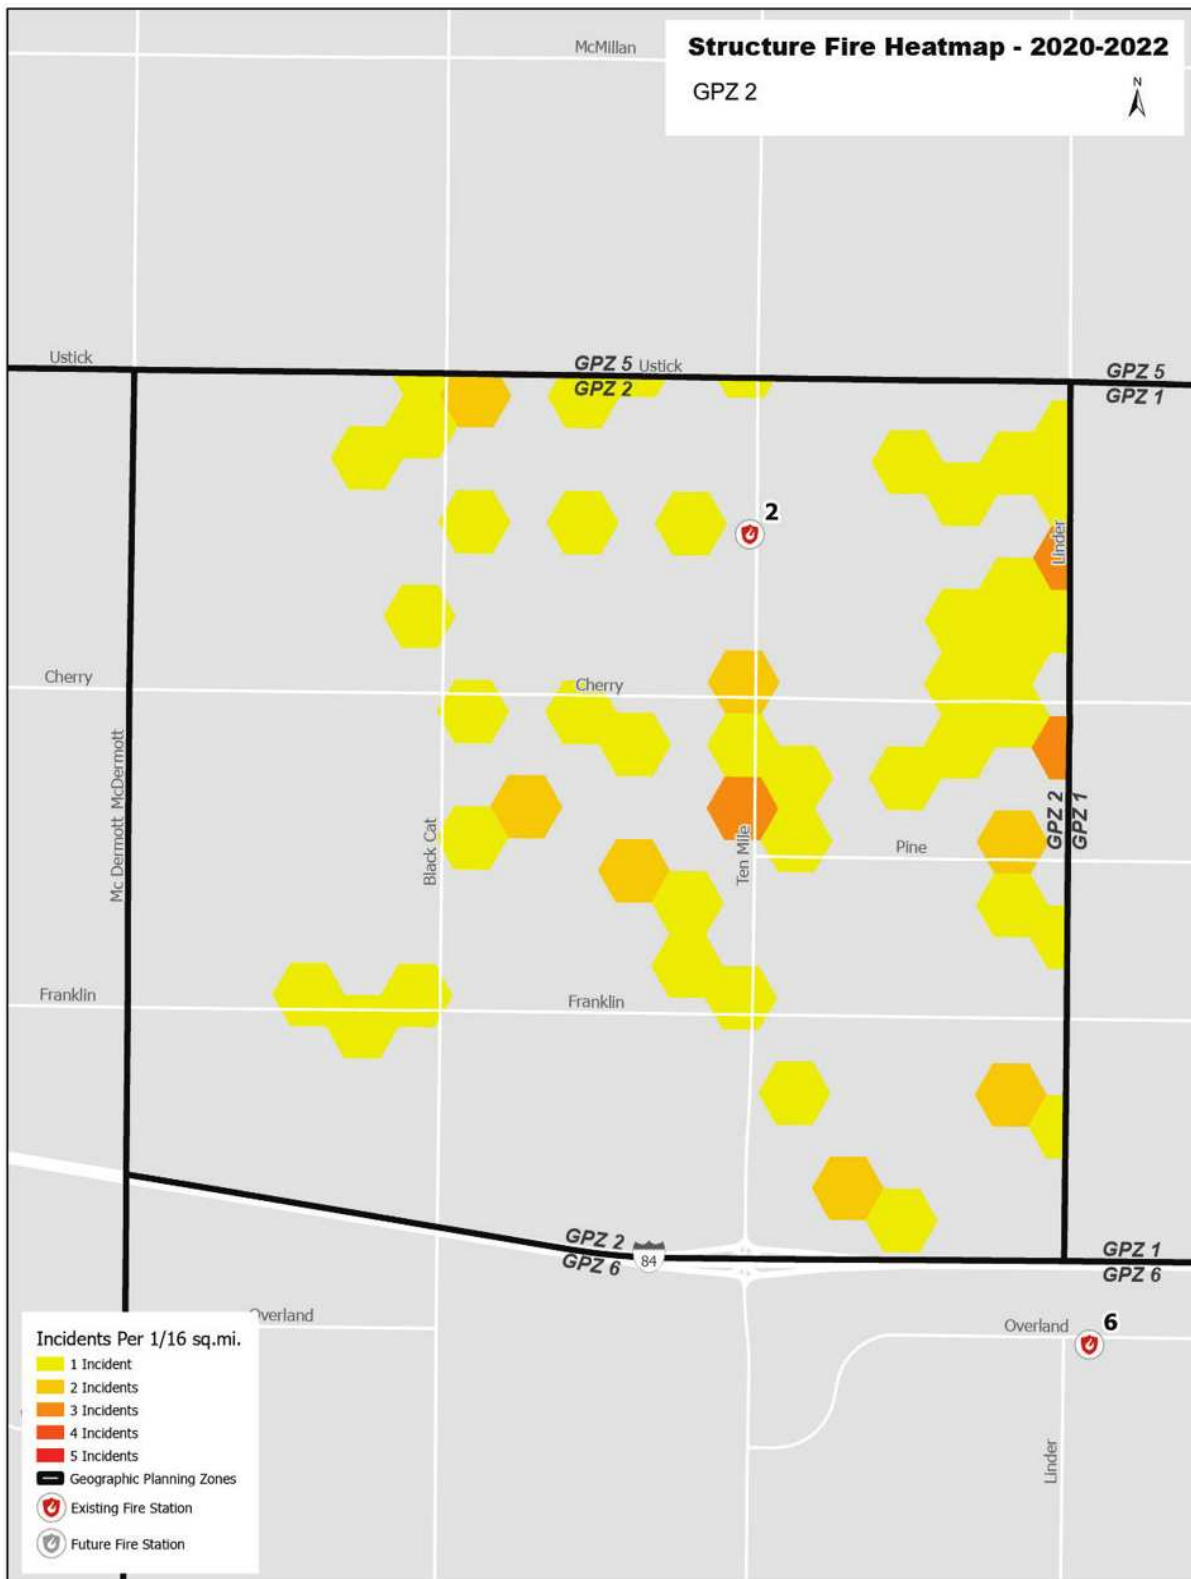 McMillan
Structure Fire Heatmap - 2020-2022
GPZ 2
N
Ustick
GPZ 5 Ustick
GPZ 5
GPZ 2
GPZ 1
2
Linder
Cherry
Cherry
McDermott
Mc Dermott
Black Cat
Ten Mile
Pine
GPZ 2
GPZ 1
Franklin
Franklin
GPZ 2
GPZ 6
84
GPZ 1
GPZ 6
Overland
Overland
6
Linder
Incidents Per 1/16 sq.mi.
1 Incident
2 Incidents
3 Incidents
4 Incidents
5 Incidents
Geographic Planning Zones
Existing Fire Station
Future Fire Station